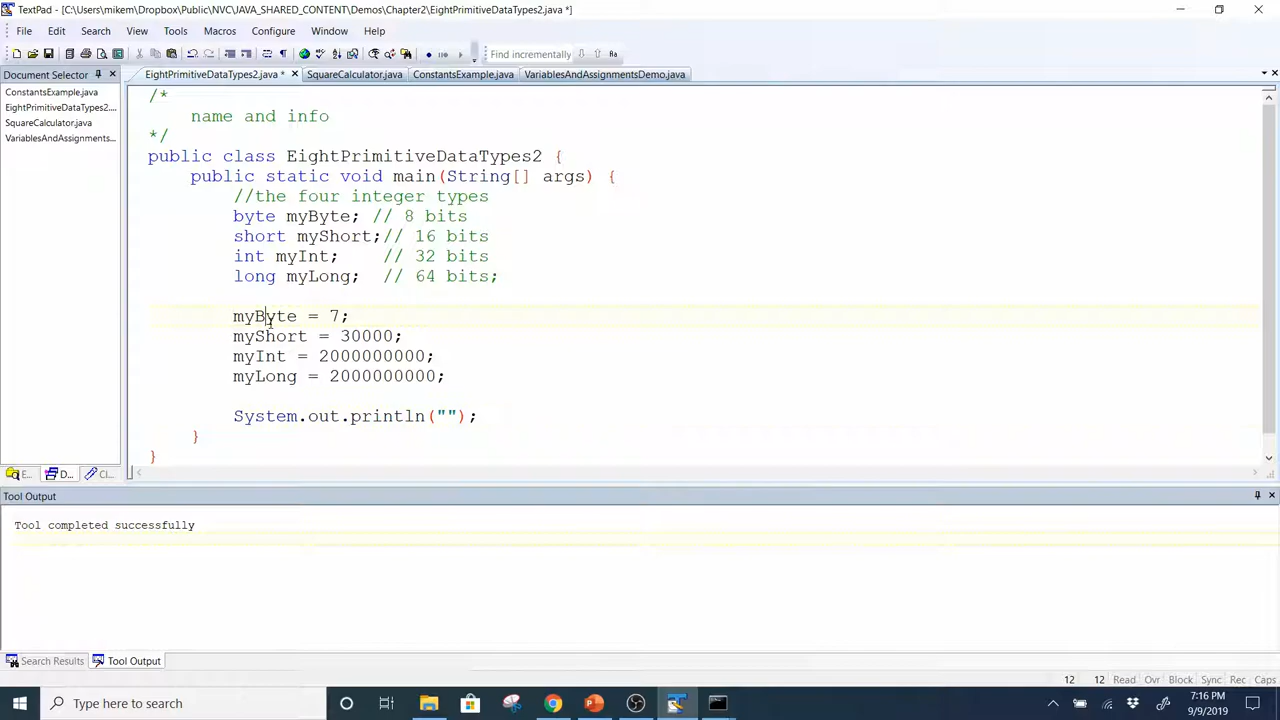 TextPad - [C:\Users\mikem\Dropbox\Public\NVC\JAVA_SHARED_CONTENT\Demos\Chapter2\EightPrimitiveDataTypes2.java *]
File Edit Search View Tools Macros Configure Window Help
Find incrementally
Document Selector
EightPrimitiveDataTypes2.java * SquareCalculator.java ConstantsExample.java VariablesAndAssignmentsDemo.java
ConstantsExample.java
EightPrimitiveDataTypes2....
SquareCalculator.java
VariablesAndAssignments...
/*
name and info
*/
public class EightPrimitiveDataTypes2 {
public static void main(String[] args) {
//the four integer types
byte myByte; // 8 bits
short myShort;// 16 bits
int myInt; // 32 bits
long myLong; // 64 bits;
myByte = 7;
myShort = 30000;
myInt = 2000000000;
myLong = 2000000000;
System.out.println("");
}
}
E... D... Cl...
Tool Output
Tool completed successfully
Search Results Tool Output
12 12 Read Ovr Block Sync Rec Caps
Type here to search
7:16 PM
9/9/2019